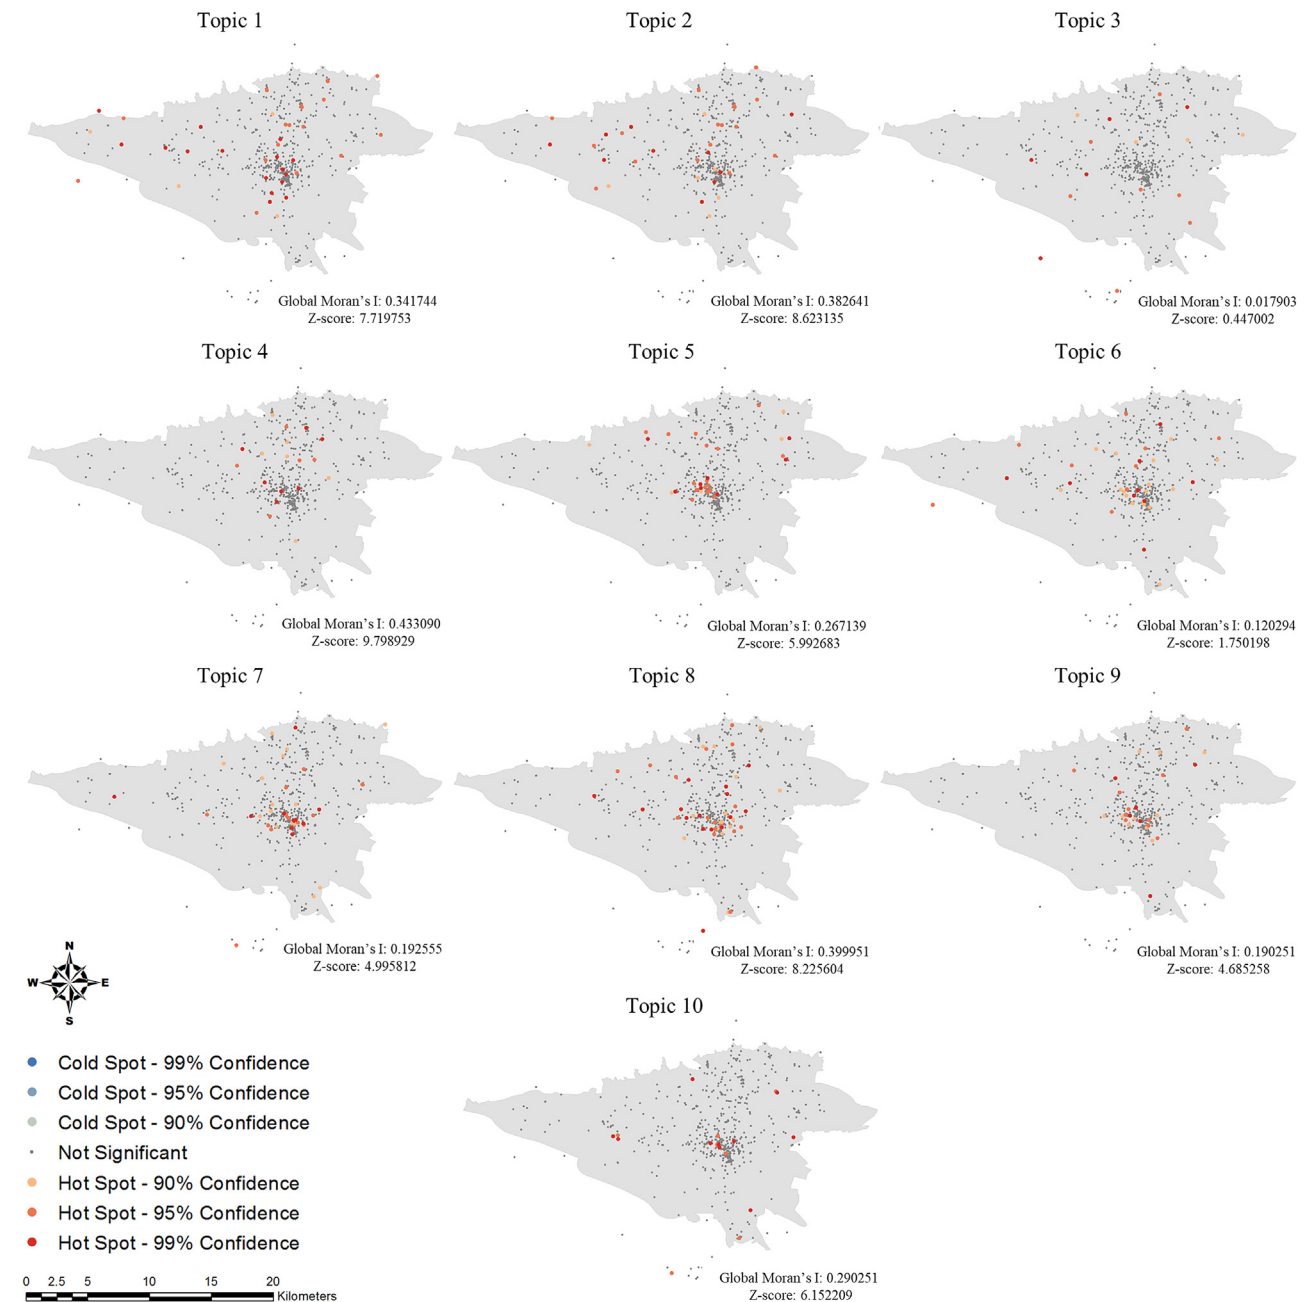 Topic 1
Topic 2
Topic 3
Global Moran's I: 0.341744
Z-score: 7.719753
Global Moran's I: 0.382641
Z-score: 8.623135
Global Moran's I: 0.017903
Z-score: 0.447002
Topic 4
Topic 5
Topic 6
Global Moran's I: 0.433090
Z-score: 9.798929
Global Moran's I: 0.267139
Z-score: 5.992683
Global Moran's I: 0.120294
Z-score: 1.750198
Topic 7
Topic 8
Topic 9
Global Moran's I: 0.192555
Z-score: 4.995812
Global Moran's I: 0.399951
Z-score: 8.225604
Global Moran's I: 0.190251
Z-score: 4.685258
N
W E
S
Topic 10
Global Moran's I: 0.290251
Z-score: 6.152209
Cold Spot - 99% Confidence
Cold Spot - 95% Confidence
Cold Spot - 90% Confidence
Not Significant
Hot Spot - 90% Confidence
Hot Spot - 95% Confidence
Hot Spot - 99% Confidence
0 2.5 5 10 15 20
Kilometers